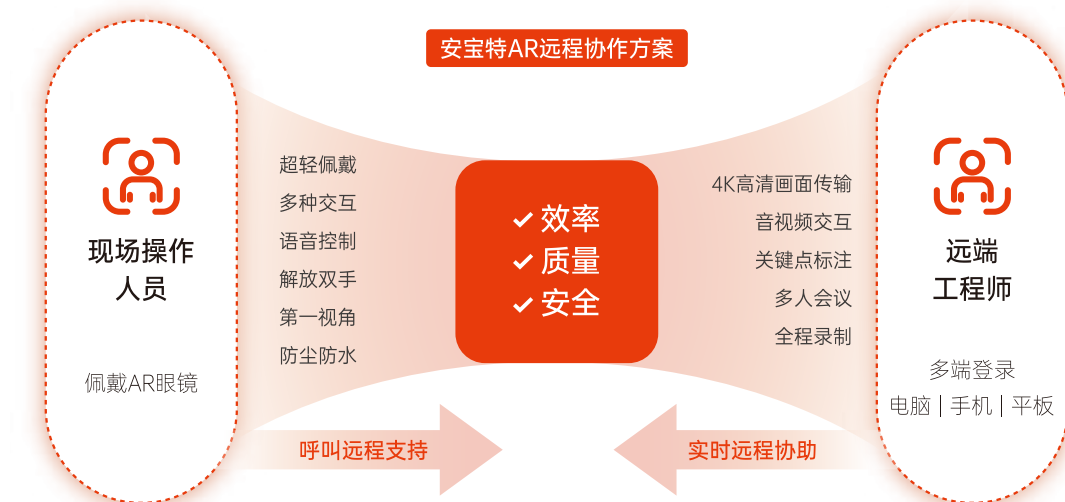 安宝特AR远程协作方案
现场操作
人员
佩戴AR眼镜
超轻佩戴
多种交互
语音控制
解放双手
第一视角
防尘防水
效率
质量
安全
4K高清画面传输
音视频交互
关键点标注
多人会议
全程录制
远端
工程师
多端登录
电脑 | 手机 | 平板
呼叫远程支持
实时远程协助